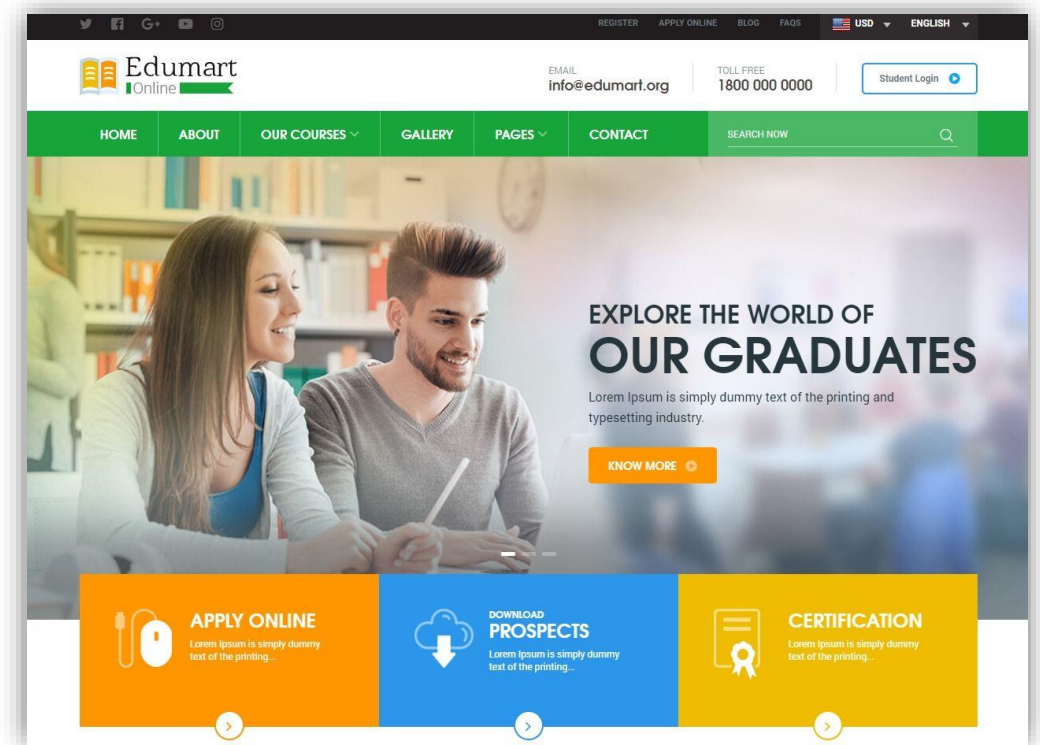 REGISTER APPLY ONLINE BLOG FAQS USD ENGLISH
Edumart
Online
EMAIL
info@edumart.org
TOLL FREE
1800 000 0000
Student Login
HOME ABOUT OUR COURSES GALLERY PAGES CONTACT SEARCH NOW
EXPLORE THE WORLD OF
OUR GRADUATES
Lorem Ipsum is simply dummy text of the printing and
typesetting industry.
KNOW MORE
APPLY ONLINE
Lorem Ipsum is simply dummy
text of the printing...
DOWNLOAD
PROSPECTS
Lorem Ipsum is simply dummy
text of the printing...
CERTIFICATION
Lorem Ipsum is simply dummy
text of the printing...